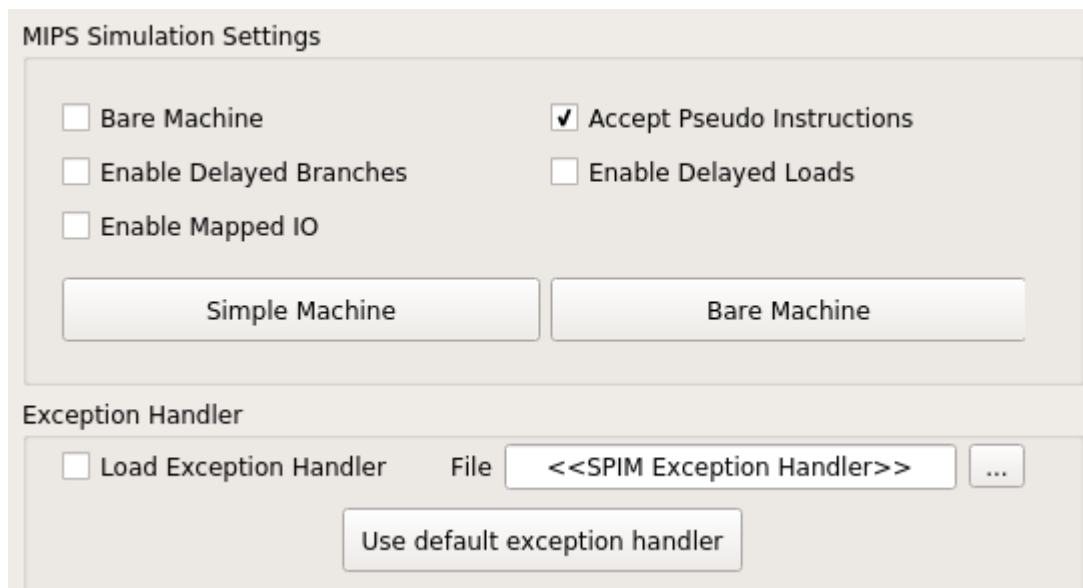 MIPS Simulation Settings
Bare Machine
Accept Pseudo Instructions
Enable Delayed Branches
Enable Delayed Loads
Enable Mapped IO
Simple Machine
Bare Machine
Exception Handler
Load Exception Handler File <<SPIM Exception Handler>> ...
Use default exception handler